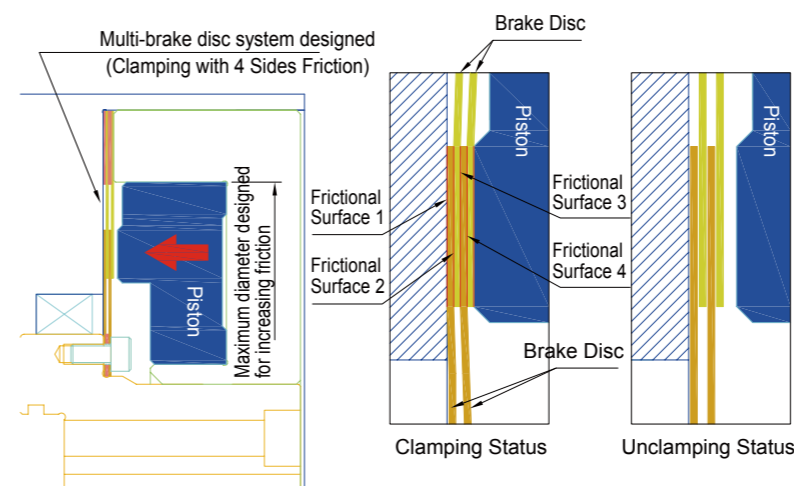 Multi-brake disc system designed
(Clamping with 4 Sides Friction)
Piston
Maximum diameter designed
for increasing friction
Brake Disc
Piston
Frictional
Surface 1
Frictional
Surface 2
Frictional
Surface 3
Frictional
Surface 4
Brake Disc
Clamping Status
Piston
Unclamping Status